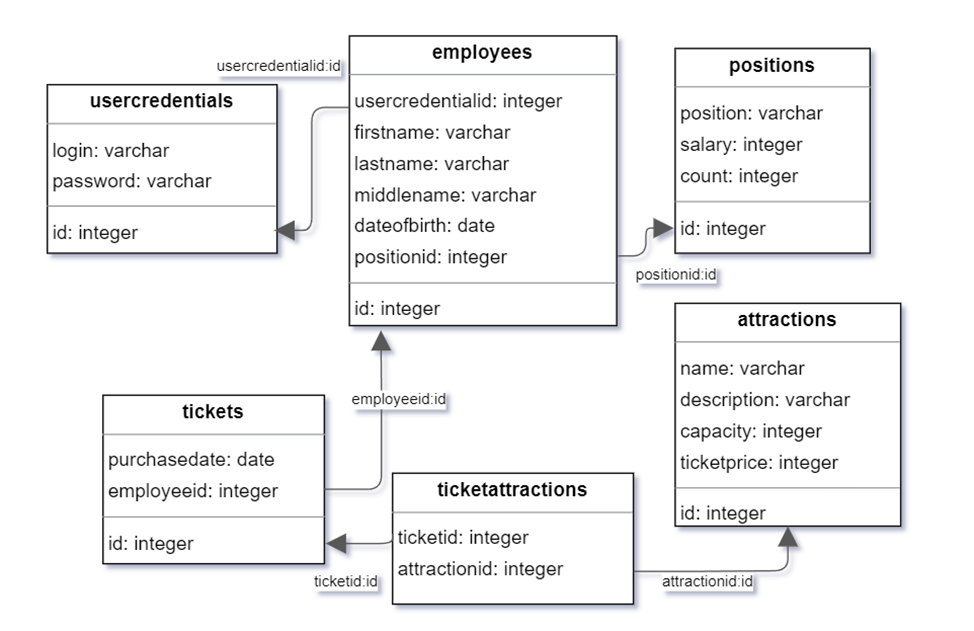 employees
usercredentialid: integer
firstname: varchar
lastname: varchar
middlename: varchar
dateofbirth: date
positionid: integer
id: integer
usercredentialid:id
usercredentials
login: varchar
password: varchar
id: integer
positions
position: varchar
salary: integer
count: integer
id: integer
positionid:id
attractions
name: varchar
description: varchar
capacity: integer
ticketprice: integer
id: integer
employeeid:id
tickets
purchasedate: date
employeeid: integer
id: integer
ticketattractions
ticketid: integer
attractionid: integer
ticketid:id
attractionid:id